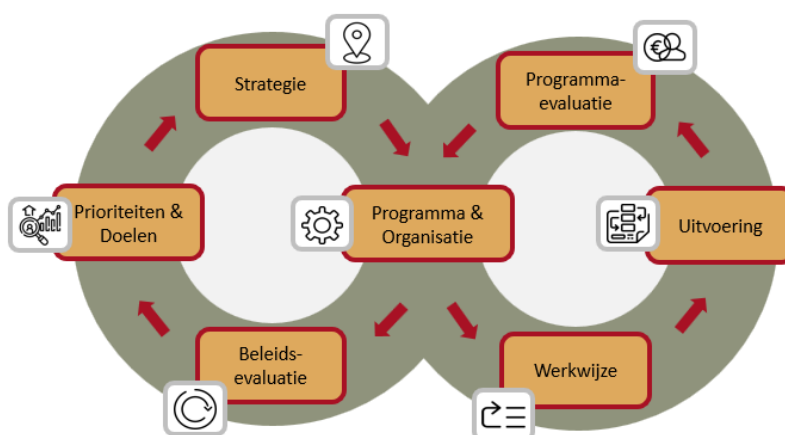 Strategie
Programma-
evaluatie
Prioriteiten &
Doelen
Programma &
Organisatie
Uitvoering
Beleids-
evaluatie
Werkwijze